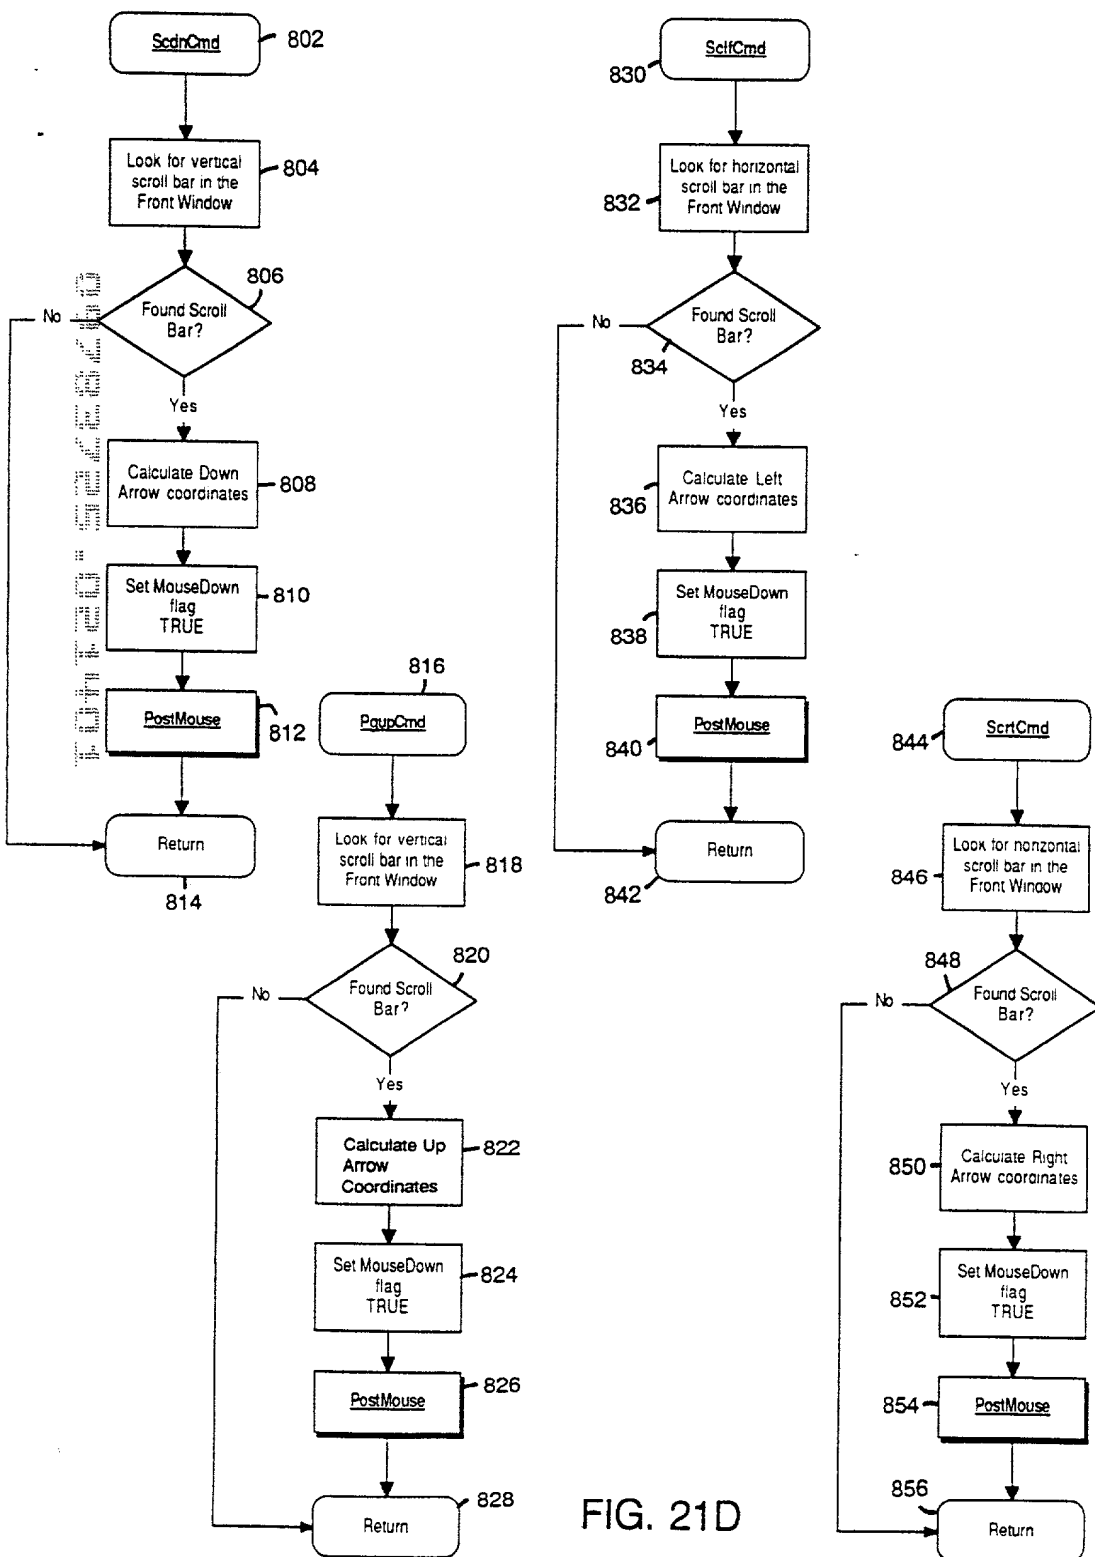 ScdnCmd
802
Look for vertical
scroll bar in the
Front Window
804
Found Scroll
Bar?
806
No
Yes
Calculate Down
Arrow coordinates
808
Set MouseDown
flag
TRUE
810
PostMouse
812
Return
814
816
PgupCmd
Look for vertical
scroll bar in the
Front Window
818
Found Scroll
Bar?
820
No
Yes
Calculate Up
Arrow
Coordinates
822
Set MouseDown
flag
TRUE
824
PostMouse
826
Return
828
SclfCmd
830
Look for horizontal
scroll bar in the
Front Window
832
Found Scroll
Bar?
834
No
Yes
Calculate Left
Arrow coordinates
836
Set MouseDown
flag
TRUE
838
PostMouse
840
Return
842
ScrtCmd
844
Look for horizontal
scroll bar in the
Front Window
846
Found Scroll
Bar?
848
No
Yes
Calculate Right
Arrow coordinates
850
Set MouseDown
flag
TRUE
852
PostMouse
854
Return
856
FIG. 21D